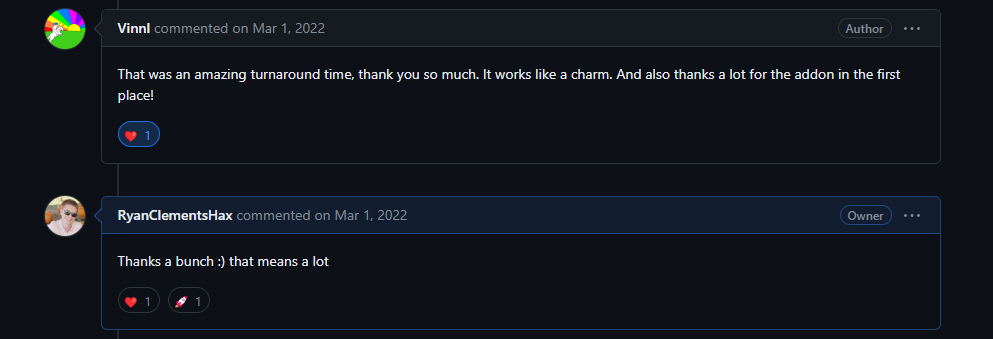 Vinnl commented on Mar 1, 2022 Author
That was an amazing turnaround time, thank you so much. It works like a charm. And also thanks a lot for the addon in the first
place!
1
RyanClementsHax commented on Mar 1, 2022 Owner
Thanks a bunch :) that means a lot
1 1